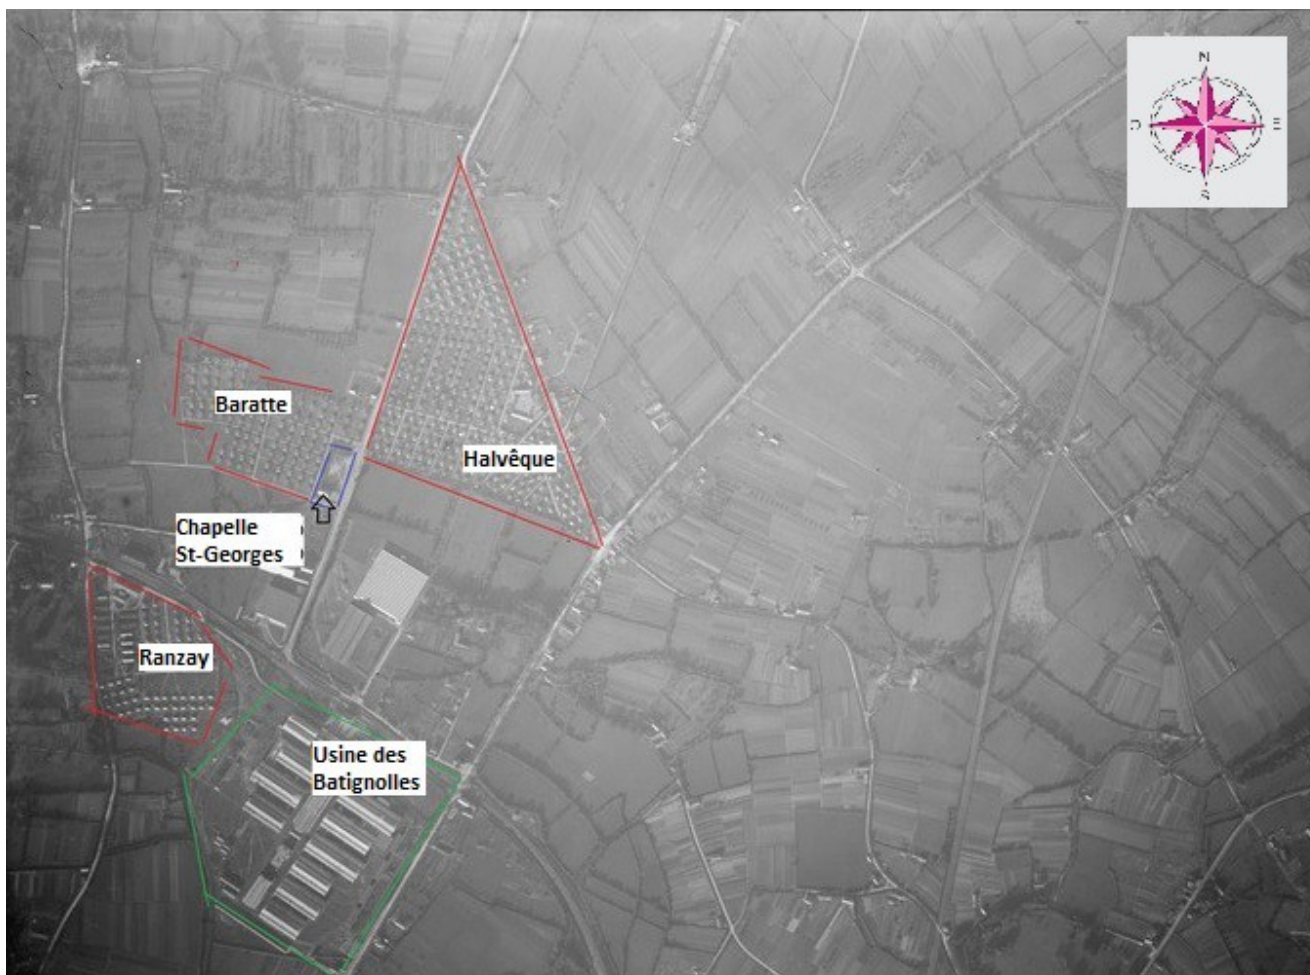 N
E
S
Baratte
Halvêque
Chapelle
St-Georges
Ranzay
Usine des
Batignolles